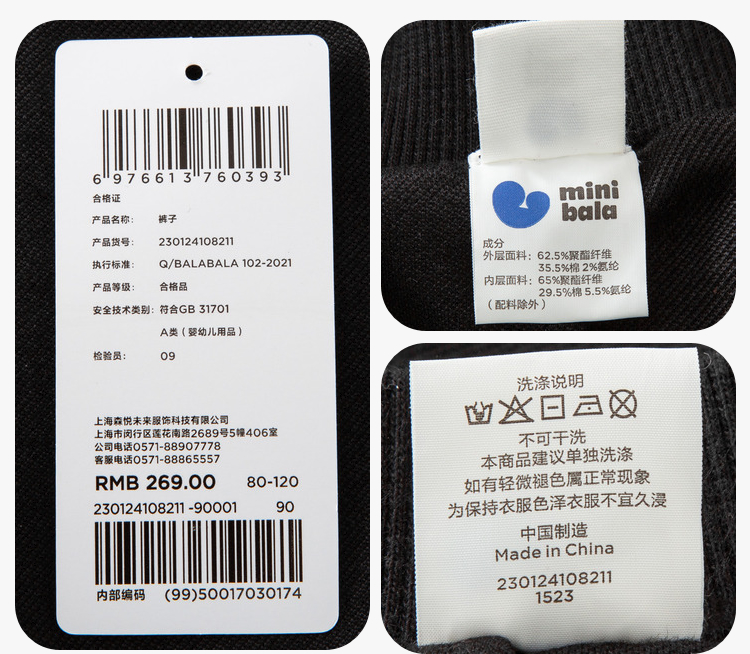 6 976613 760393
合格证
产品名称: 裤子
产品货号: 230124108211
执行标准: Q/BALABALA 102-2021
产品等级: 合格品
安全技术类别: 符合GB 31701
A类（婴幼儿用品）
检验员: 09
上海森悦未来服饰科技有限公司
上海市闵行区莲花南路2689号5幢406室
公司电话0571-88907778
客服电话0571-88865557
RMB 269.00 80-120
230124108211 -90001 90
内部编码 (99)50017030174
mini
bala
成分
外层面料: 62.5%聚酯纤维
35.5%棉 2%氨纶
内层面料: 65%聚酯纤维
29.5%棉 5.5%氨纶
（配料除外）
洗涤说明
不可干洗
本商品建议单独洗涤
如有轻微褪色属正常现象
为保持衣服色泽衣服不宜久浸
中国制造
Made in China
230124108211
1523